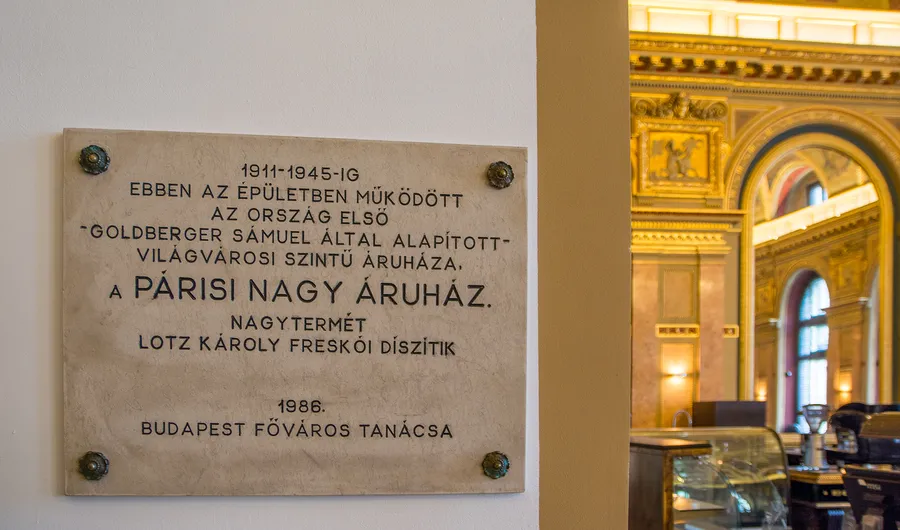 1911-1945-IG
EBBEN AZ ÉPÜLETBEN MŰKÖDÖTT
AZ ORSZÁG ELSŐ
-GOLDBERGER SÁMUEL ÁLTAL ALAPÍTOTT-
VILÁGVÁROSI SZINTŰ ÁRUHÁZA,
A PÁRISI NAGY ÁRUHÁZ.
NAGYTERMÉT
LOTZ KÁROLY FRESKÓI DÍSZÍTIK
1986.
BUDAPEST FŐVÁROS TANÁCSA